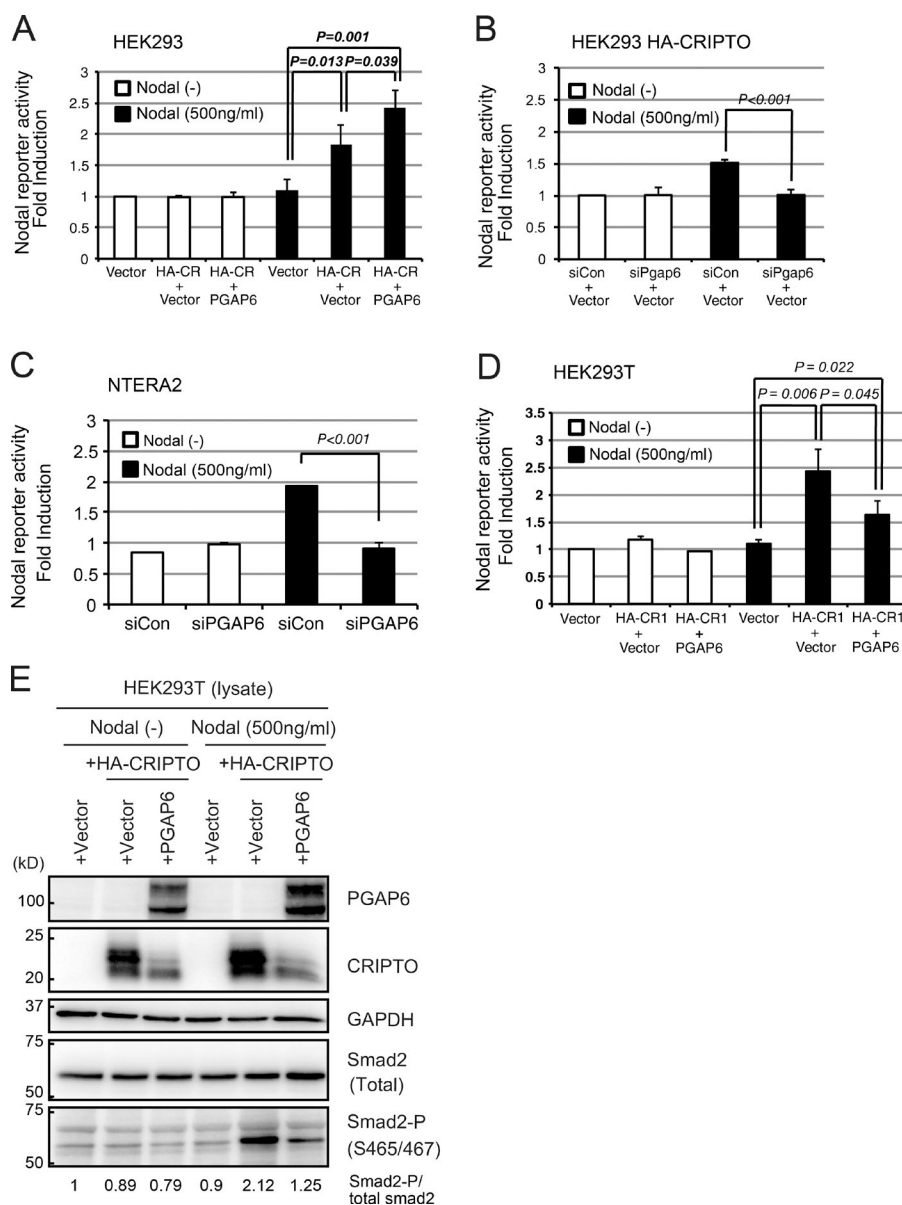 A
HEK293
Nodal reporter activity
Fold Induction
3
2.5
2
1.5
1
0.5
0
Nodal (-)
Nodal (500ng/ml)
P=0.001
P=0.013
P=0.039
Vector
HA-CR
+
Vector
HA-CR
+
PGAP6
Vector
HA-CR
+
Vector
HA-CR
+
PGAP6
B
HEK293 HA-CRIPTO
Nodal reporter activity
Fold Induction
3
2.5
2
1.5
1
0.5
0
Nodal (-)
Nodal (500ng/ml)
P<0.001
siCon
+
Vector
siPgap6
+
Vector
siCon
+
Vector
siPgap6
+
Vector
C
NTERA2
Nodal reporter activity
Fold Induction
3
2.5
2
1.5
1
0.5
0
Nodal (-)
Nodal (500ng/ml)
P<0.001
siCon
siPGAP6
siCon
siPGAP6
D
HEK293T
Nodal reporter activity
Fold Induction
3.5
3
2.5
2
1.5
1
0.5
0
Nodal (-)
Nodal (500ng/ml)
P = 0.022
P = 0.006
P = 0.045
Vector
HA-CR1
+
Vector
HA-CR1
+
PGAP6
Vector
HA-CR1
+
Vector
HA-CR1
+
PGAP6
E
HEK293T (lysate)
Nodal (-) Nodal (500ng/ml)
+HA-CRIPTO +HA-CRIPTO
+Vector +Vector +PGAP6 +Vector +Vector +PGAP6
(kD)
100
PGAP6
25
20
CRIPTO
37
GAPDH
75
50
Smad2
(Total)
75
50
Smad2-P
(S465/467)
1 0.89 0.79 0.9 2.12 1.25
Smad2-P/
total smad2